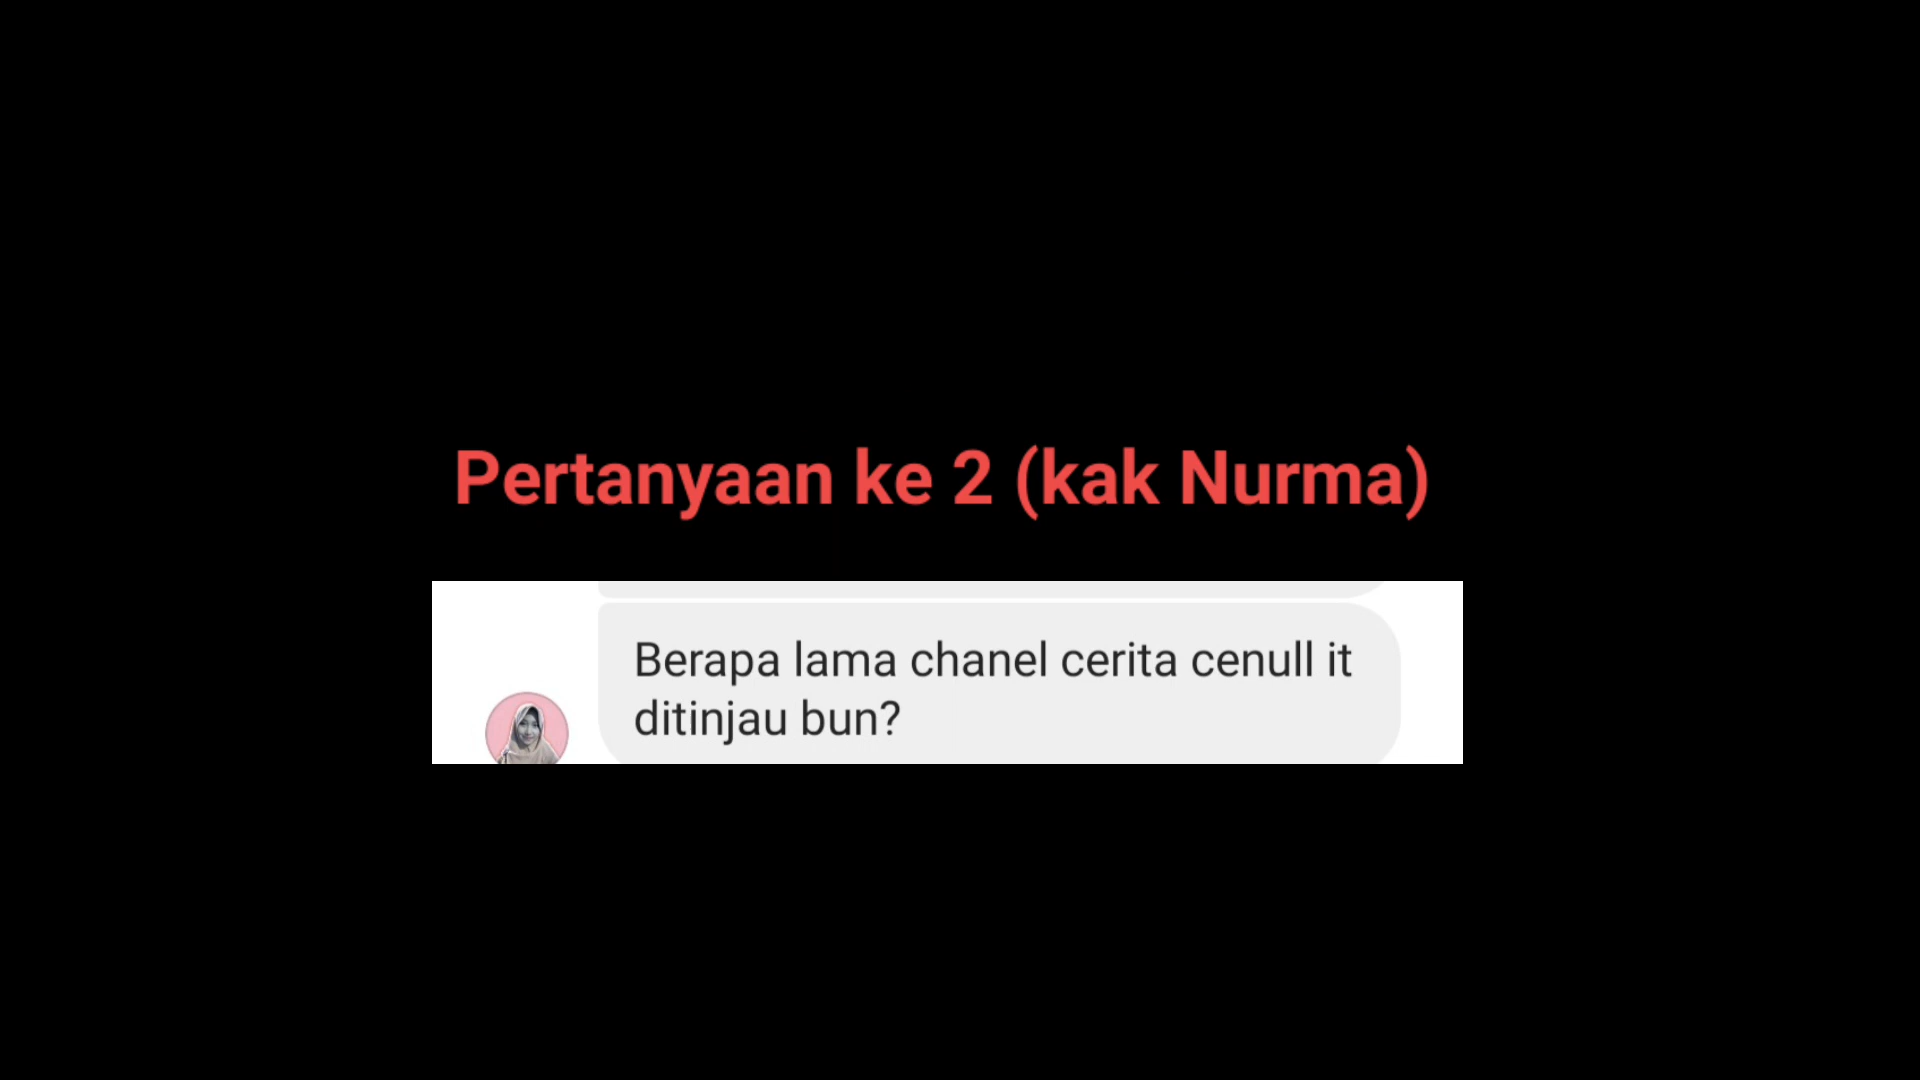 Pertanyaan ke 2 (kak Nurma)
Berapa lama chanel cerita cenull it
ditinjau bun?